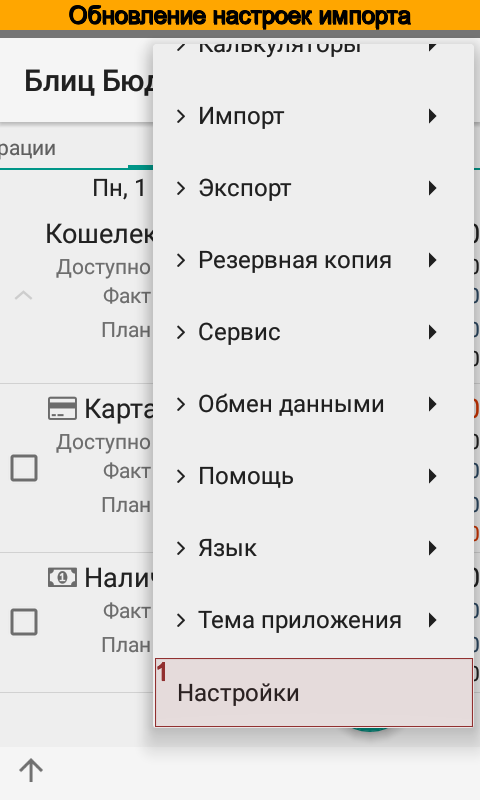 Обновление настроек импорта
Калькуляторы
Блиц Бюд
Импорт
рации
Пн, 1
Экспорт
Кошелек
Доступно
Резервная копия
Факт
План
Сервис
Карта
Обмен данными
Доступно
Факт
Помощь
План
Язык
Налич
Факт
Тема приложения
План
1
Настройки